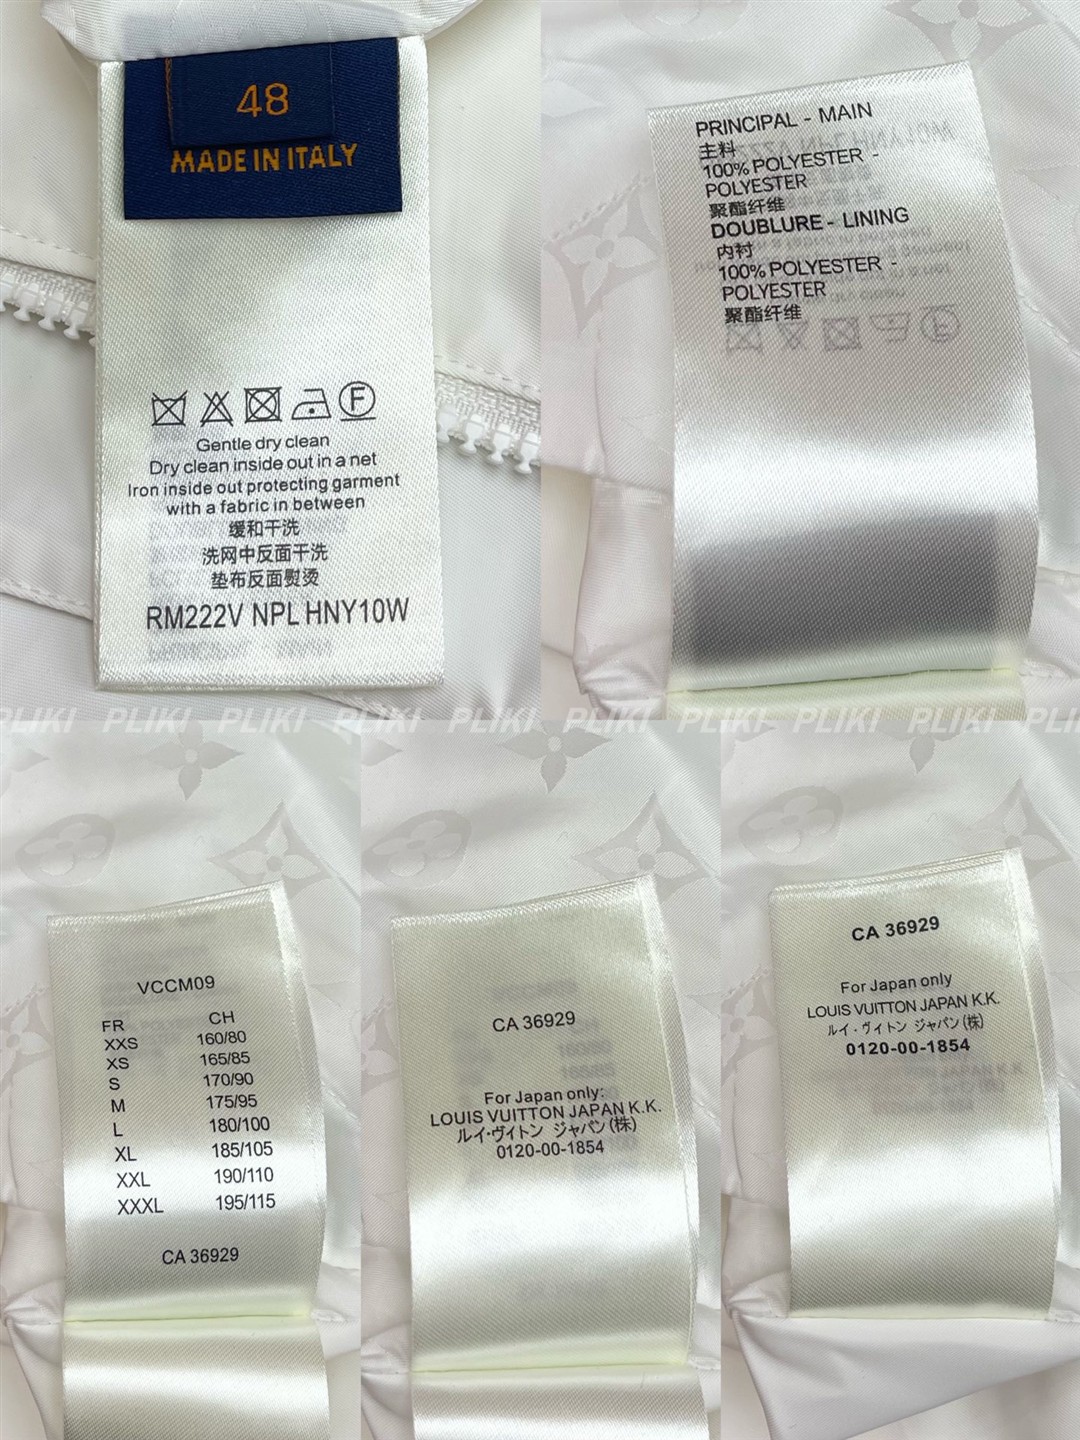 48
MADE IN ITALY
Gentle dry clean
Dry clean inside out in a net
Iron inside out protecting garment
with a fabric in between
缓和干洗
洗网中反面干洗
垫布反面熨烫
RM222V NPL HNY10W
PRINCIPAL - MAIN
主料
100% POLYESTER -
POLYESTER
聚酯纤维
DOUBLURE - LINING
内衬
100% POLYESTER -
POLYESTER
聚酯纤维
F
PLIKI PLIKI PLIKI PLIKI PLIKI PLIKI PLIKI PLIKI PLIKI
VCCM09
FR CH
XXS 160/80
XS 165/85
S 170/90
M 175/95
L 180/100
XL 185/105
XXL 190/110
XXXL 195/115
CA 36929
CA 36929
For Japan only:
LOUIS VUITTON JAPAN K.K.
ルイ・ヴィトン ジャパン(株)
0120-00-1854
CA 36929
For Japan only
LOUIS VUITTON JAPAN K.K.
ルイ・ヴィトン ジャパン(株)
0120-00-1854